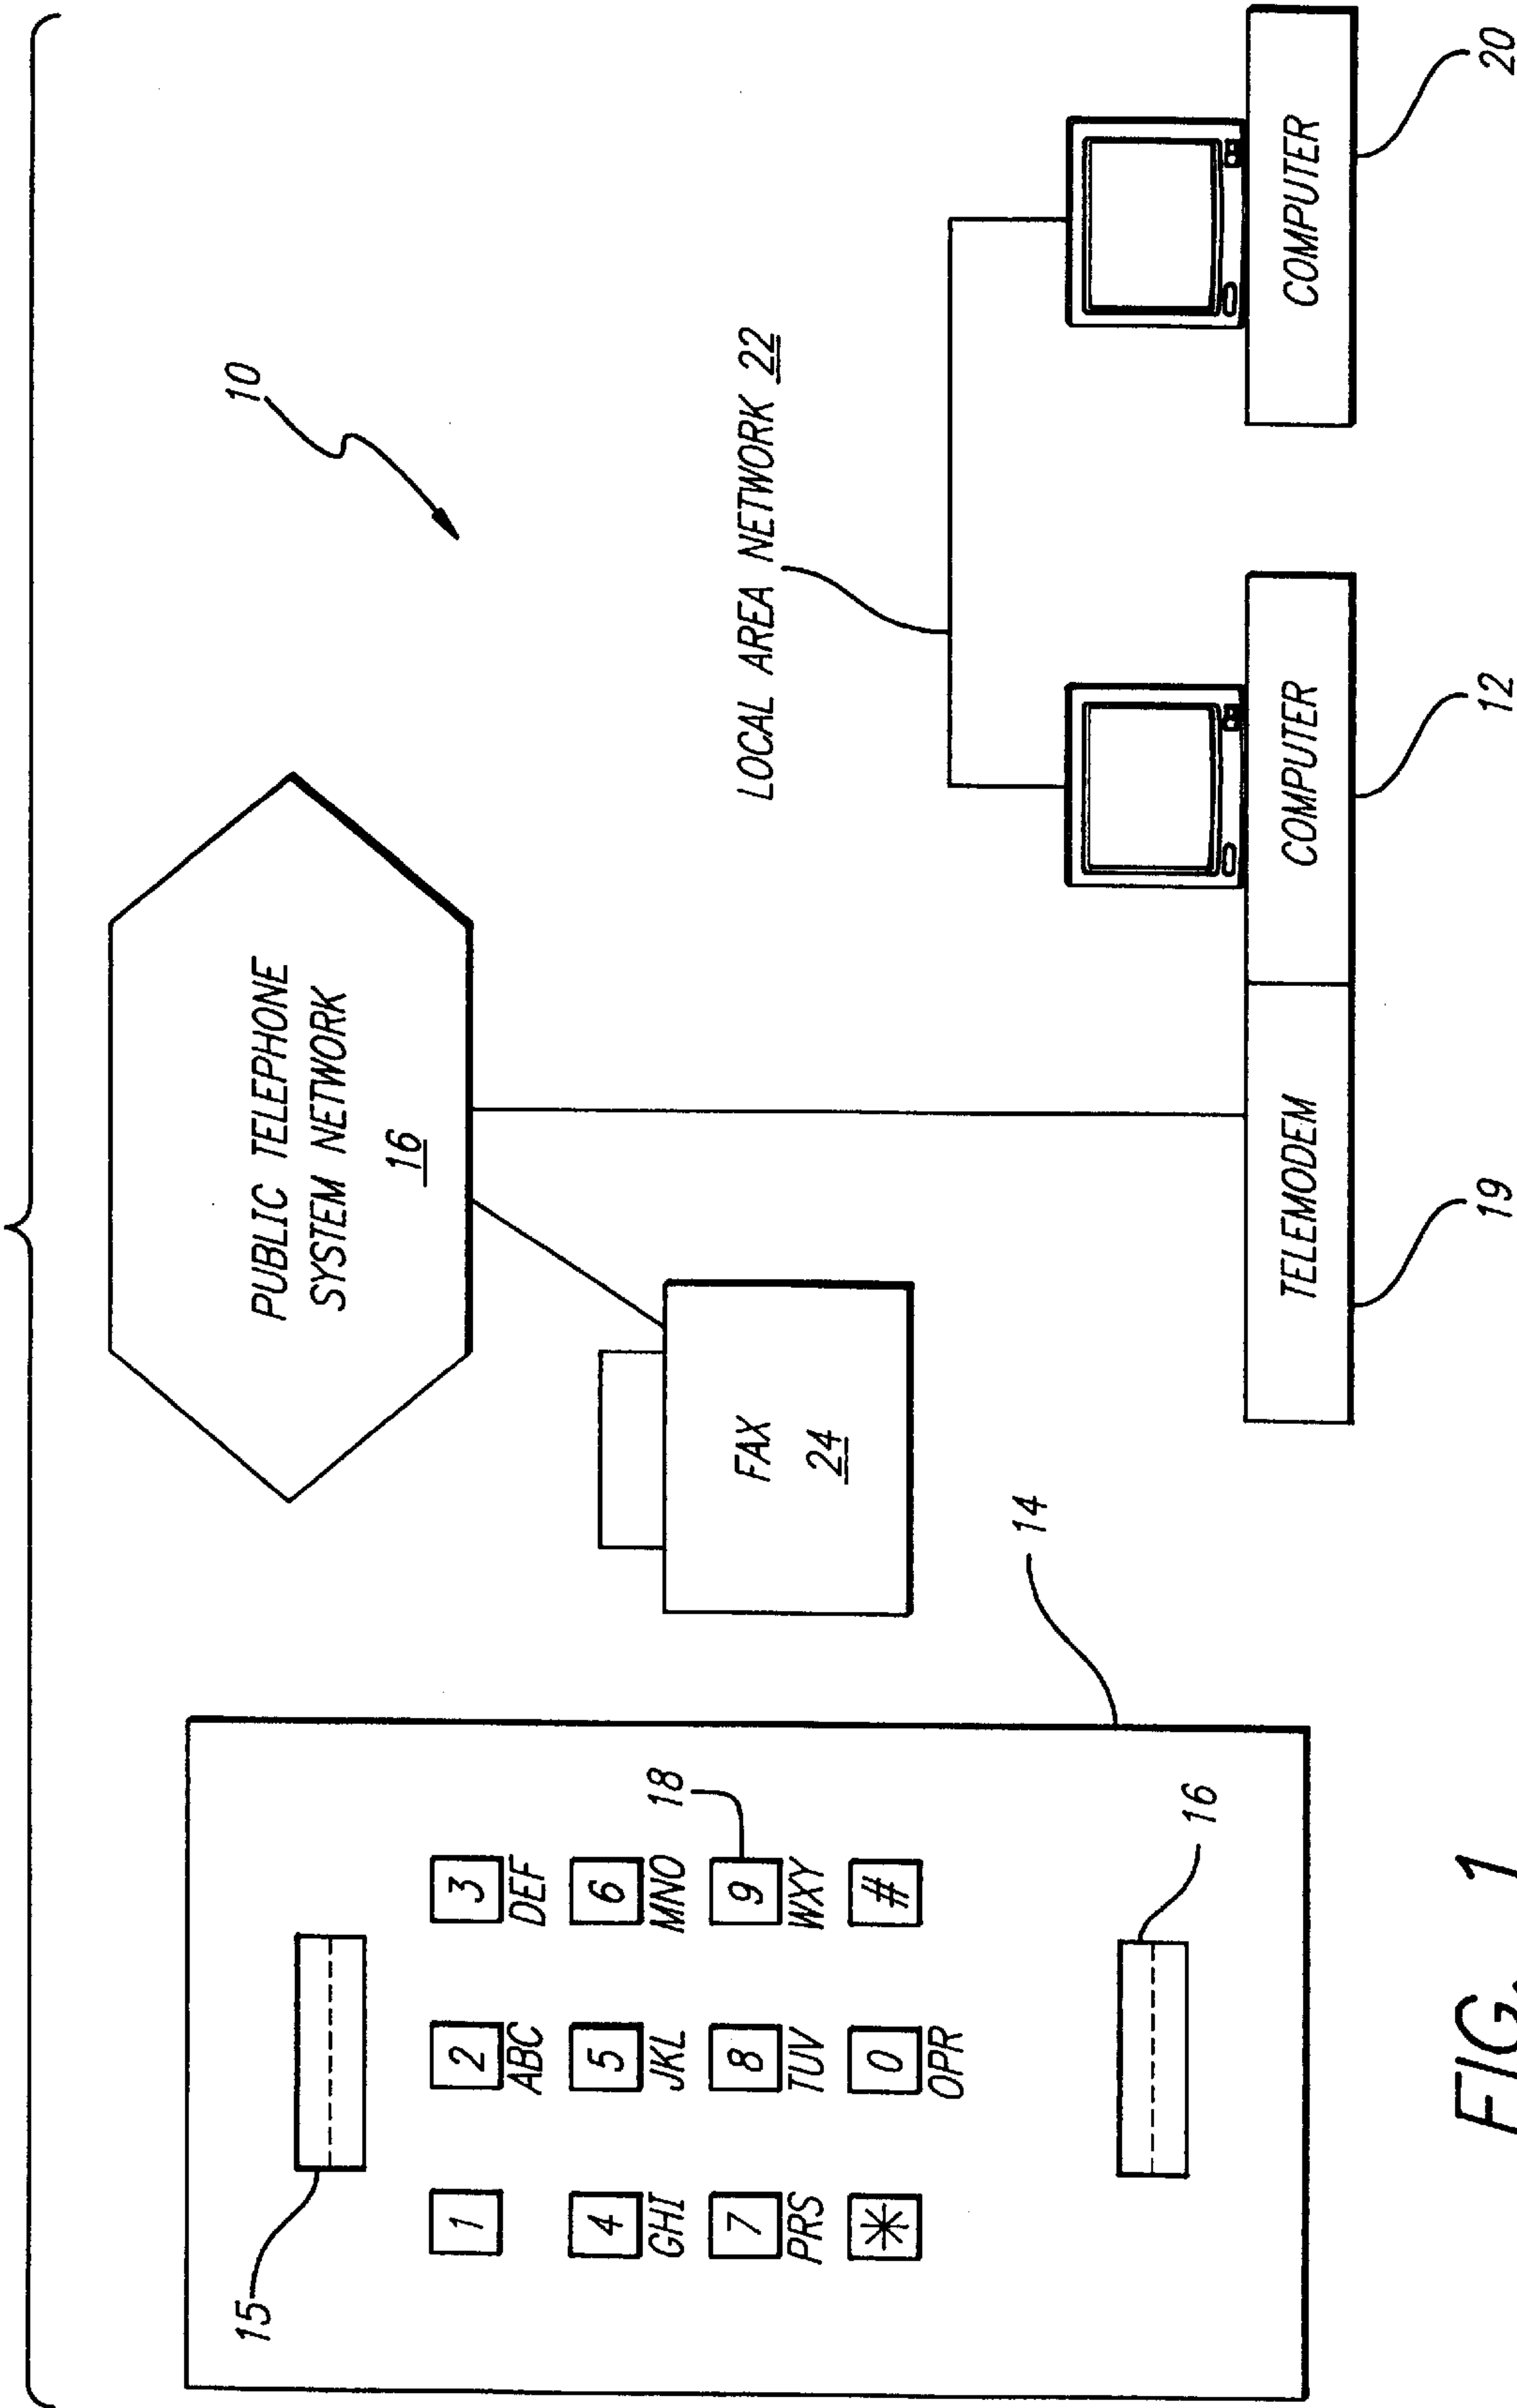 10
PUBLIC TELEPHONE
SYSTEM NETWORK
16
LOCAL AREA NETWORK 22
FAX
24
TELEMODEM
COMPUTER
COMPUTER
19
12
20
14
15
1
2
3
ABC
DEF
4
5
6
GHI
JKL
MNO
18
7
8
9
PRS
TUV
WXY
*
0
#
OPR
16
FIG. 1